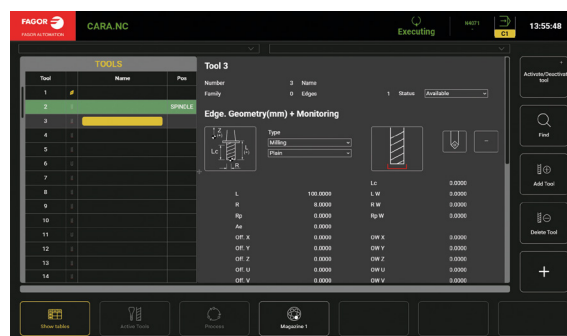 FAGOR
FAGOR AUTOMATION
CARA.NC
Executing
N4071
C1
13:55:48
TOOLS
Tool Name Pos
1
2 SPINDLE
3
4
5
6
7
8
9
10
11
12
13
14
Tool 3
Number 3 Name
Family 0 Edges 1 Status Available
Edge. Geometry(mm) + Monitoring
Z
Lc
L
R
Type
Milling
Plain
Lc 0.0000
L 100.0000 L W 0.0000
R 8.0000 R W 0.0000
Rp 0.0000 Rp W 0.0000
Ae 0.0000
Off. X 0.0000 OW X 0.0000
Off. Y 0.0000 OW Y 0.0000
Off. Z 0.0000 OW Z 0.0000
Off. U 0.0000 OW U 0.0000
Off. V 0.0000 OW V 0.0000
Activate/Deactivat
tool
Find
Add Tool
Delete Tool
Show tables
Active Tools
Process
Magazine 1